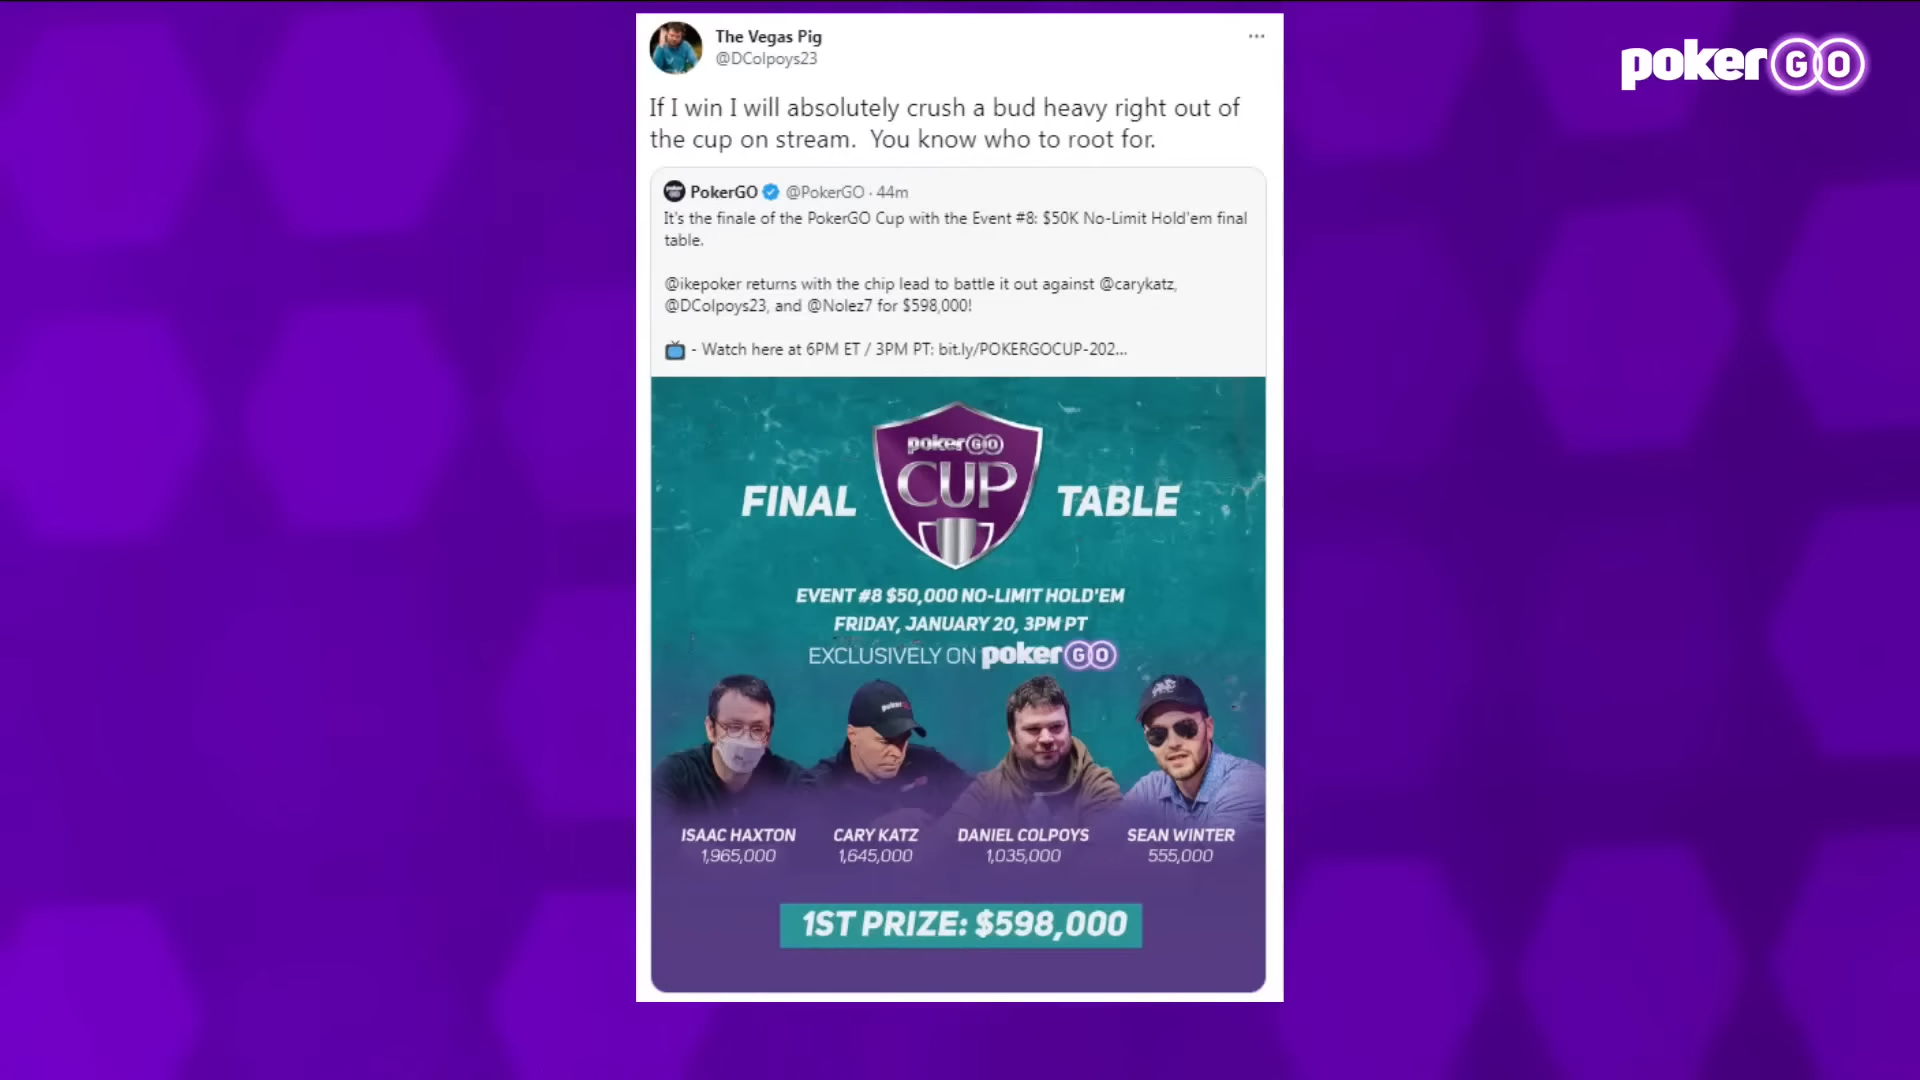 The Vegas Pig
@DColpoys23
pokerGO
If I win I will absolutely crush a bud heavy right out of
the cup on stream. You know who to root for.
PokerGO @PokerGO · 44m
It's the finale of the PokerGO Cup with the Event #8: $50K No-Limit Hold'em final
table.
@ikepoker returns with the chip lead to battle it out against @carykatz,
@DColpoys23, and @Nolez7 for $598,000!
- Watch here at 6PM ET / 3PM PT: bit.ly/POKERGOCUP-202...
pokerGO
CUP
FINAL TABLE
EVENT #8 $50,000 NO-LIMIT HOLD'EM
FRIDAY, JANUARY 20, 3PM PT
EXCLUSIVELY ON pokerGO
ISAAC HAXTON CARY KATZ DANIEL COLPOYS SEAN WINTER
1,965,000 1,645,000 1,035,000 555,000
1ST PRIZE: $598,000